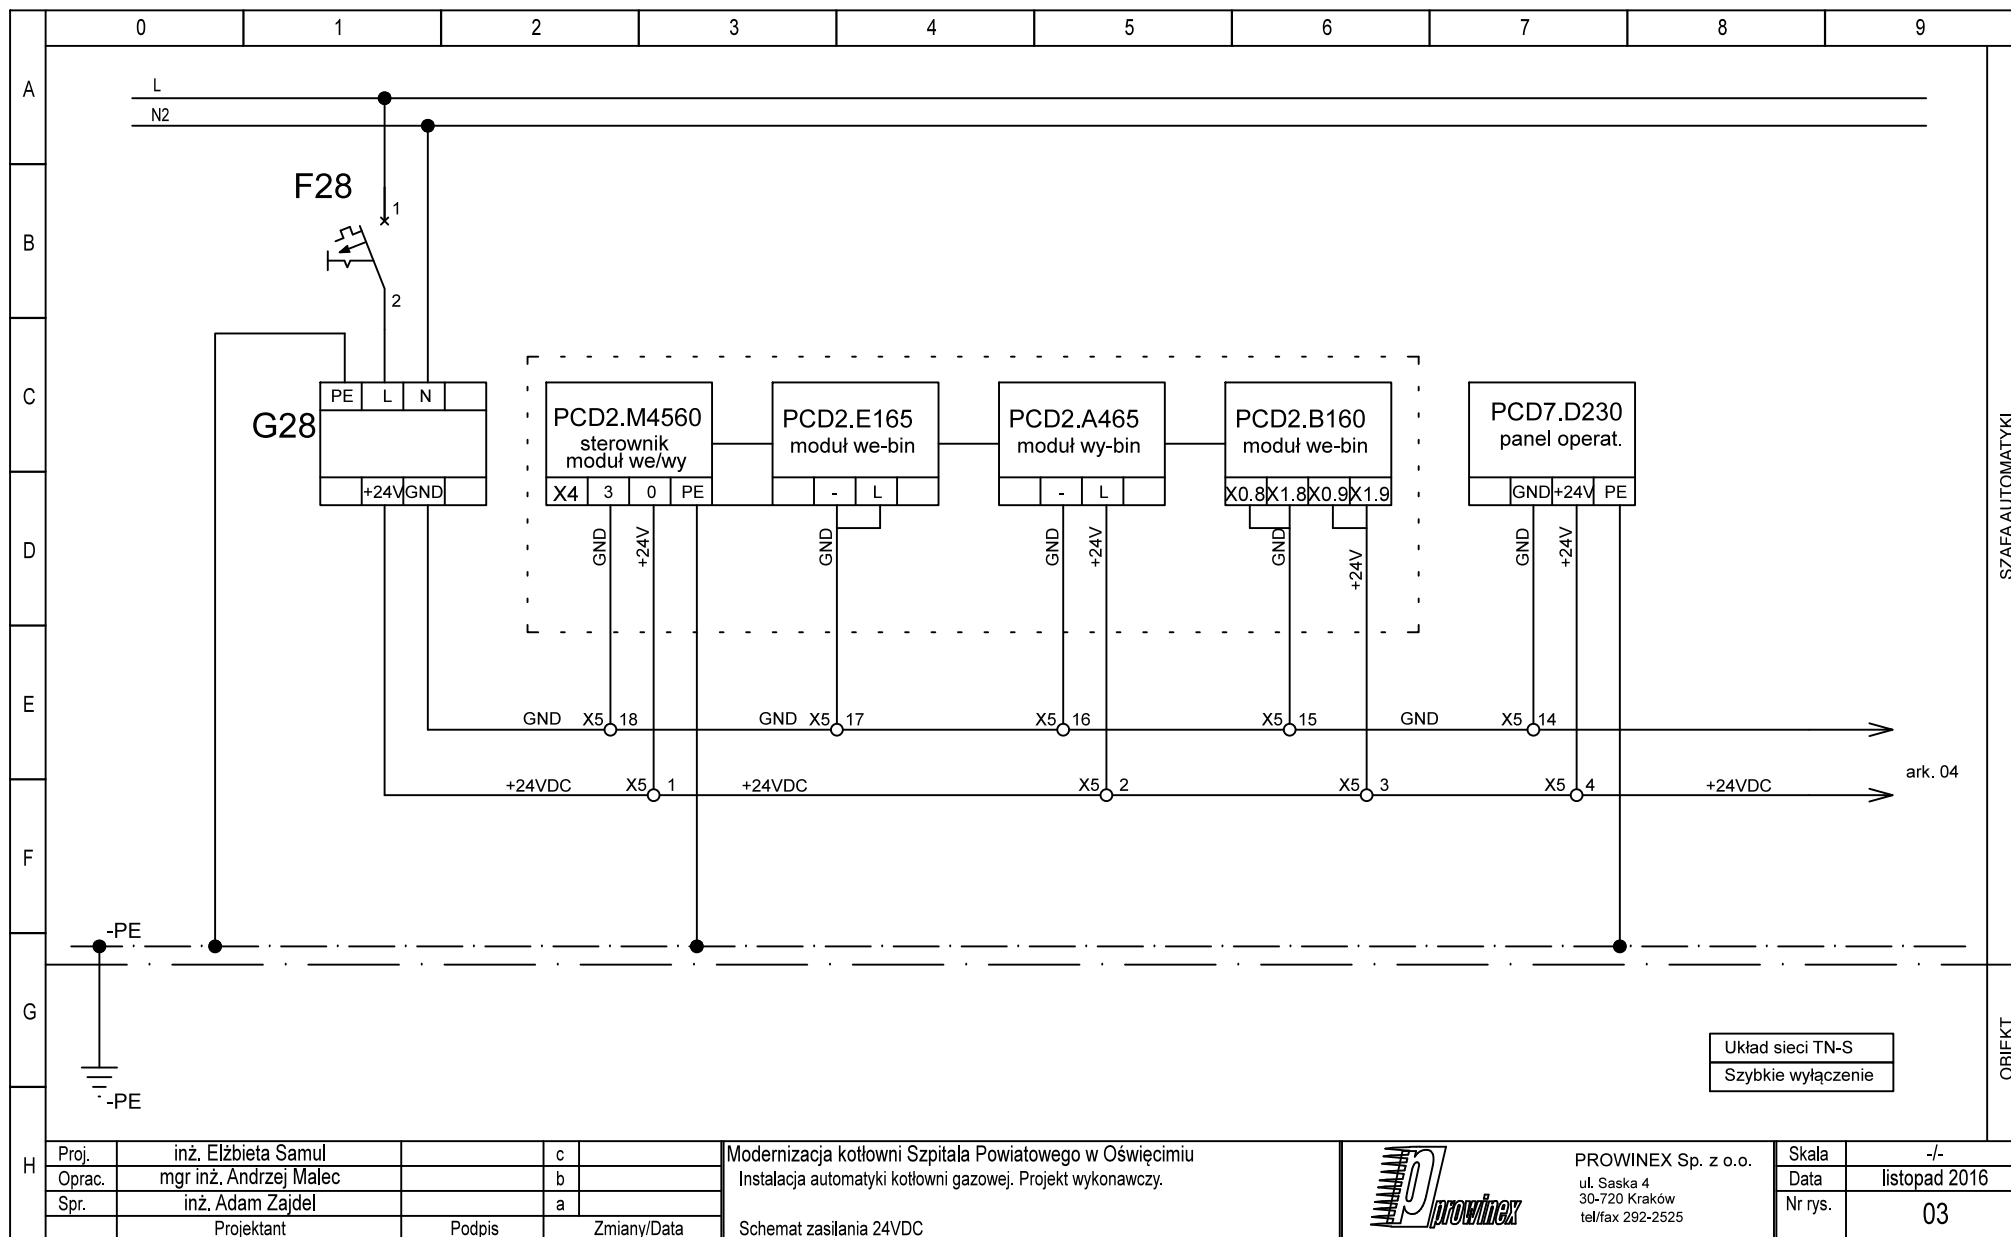 0 1 2 3 4 5 6 7 8 9
A
L
N2
F28
1
B
2
C
PE L N
G28
+24V GND
PCD2.M4560
sterownik
moduł we/wy
X4 3 0 PE
PCD2.E165
moduł we-bin
- L
PCD2.A465
moduł wy-bin
- L
PCD2.B160
moduł we-bin
X0.8 X1.8 X0.9 X1.9
PCD7.D230
panel operat.
GND +24V PE
SZAFA AUTOMATYKI
D
GND +24V GND GND +24V GND +24V GND +24V
E
GND X5 18 GND X5 17 X5 16 X5 15 GND X5 14
ark. 04
+24VDC X5 1 +24VDC X5 2 X5 3 X5 4 +24VDC
F
-PE
G
OBIEKT
Układ sieci TN-S
Szybkie wyłączenie
-PE
H
Proj. inż. Elżbieta Samul c
Oprac. mgr inż. Andrzej Malec b
Spr. inż. Adam Zajdel a
Projektant Podpis Zmiany/Data
Modernizacja kotłowni Szpitala Powiatowego w Oświęcimiu
Instalacja automatyki kotłowni gazowej. Projekt wykonawczy.
Schemat zasilania 24VDC
p prowinex
PROWINEX Sp. z o.o.
ul. Saska 4
30-720 Kraków
tel/fax 292-2525
Skala -/-
Data listopad 2016
Nr rys. 03